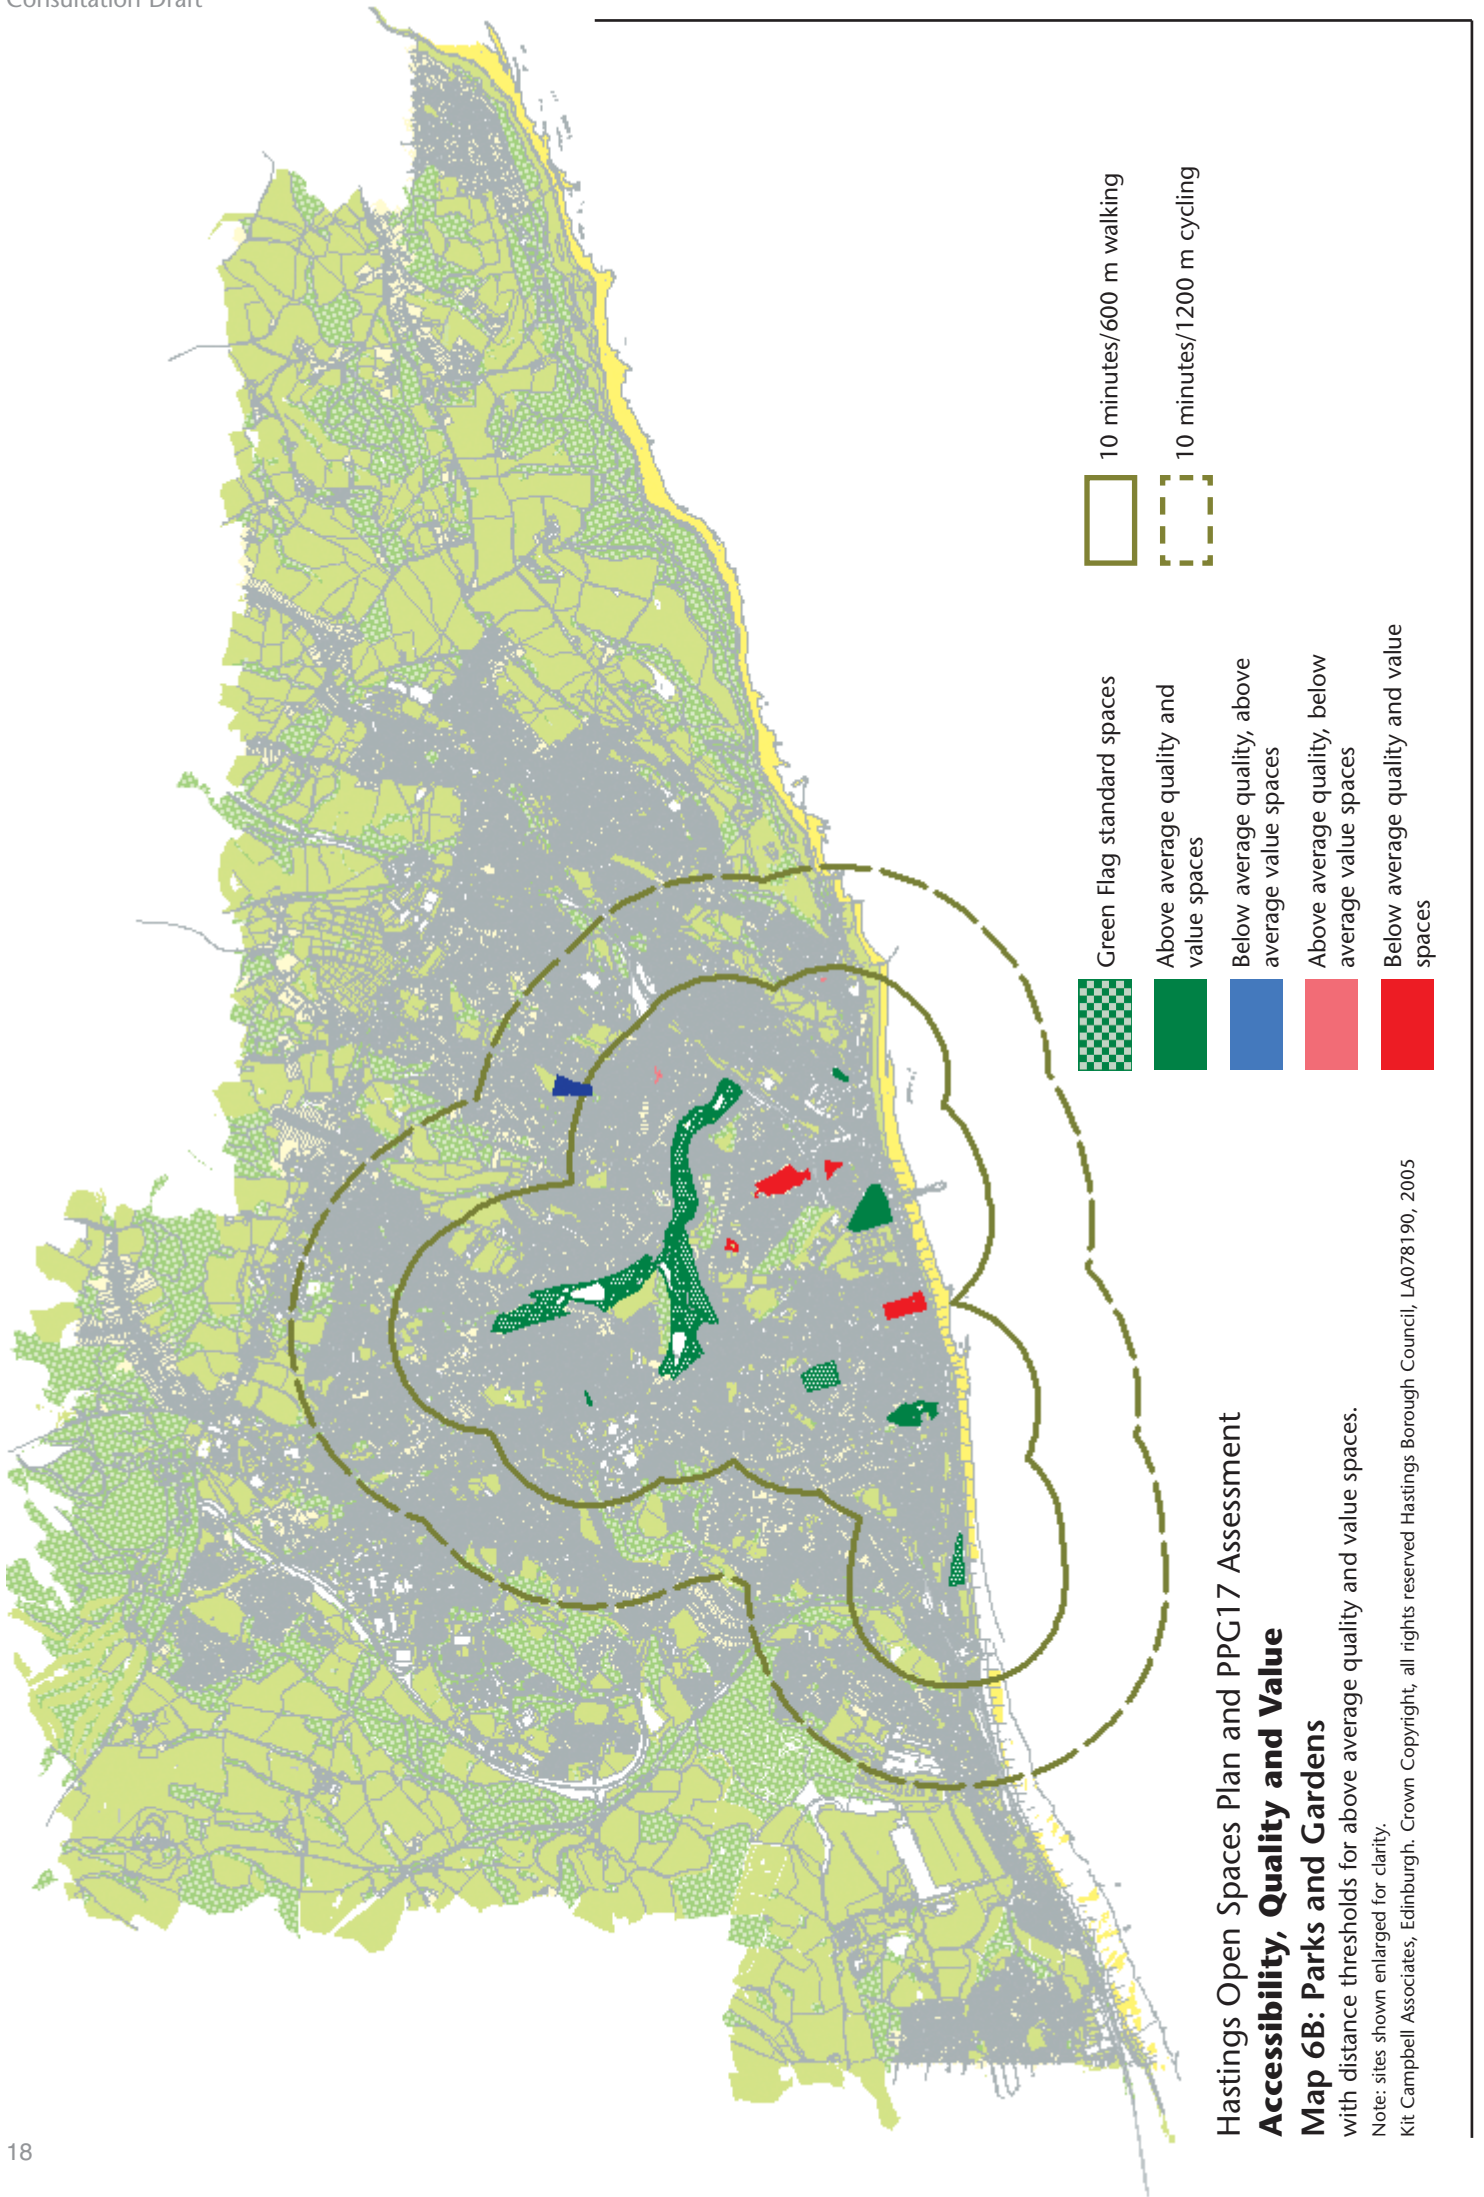 Consultation Draft
Green Flag standard spaces
Above average quality and
value spaces
Below average quality, above
average value spaces
Above average quality, below
average value spaces
Below average quality and value
spaces
10 minutes/600 m walking
10 minutes/1200 m cycling
Hastings Open Spaces Plan and PPG17 Assessment
Accessibility, Quality and Value
Map 6B: Parks and Gardens
with distance thresholds for above average quality and value spaces.
Note: sites shown enlarged for clarity.
Kit Campbell Associates, Edinburgh. Crown Copyright, all rights reserved Hastings Borough Council, LA078190, 2005
18